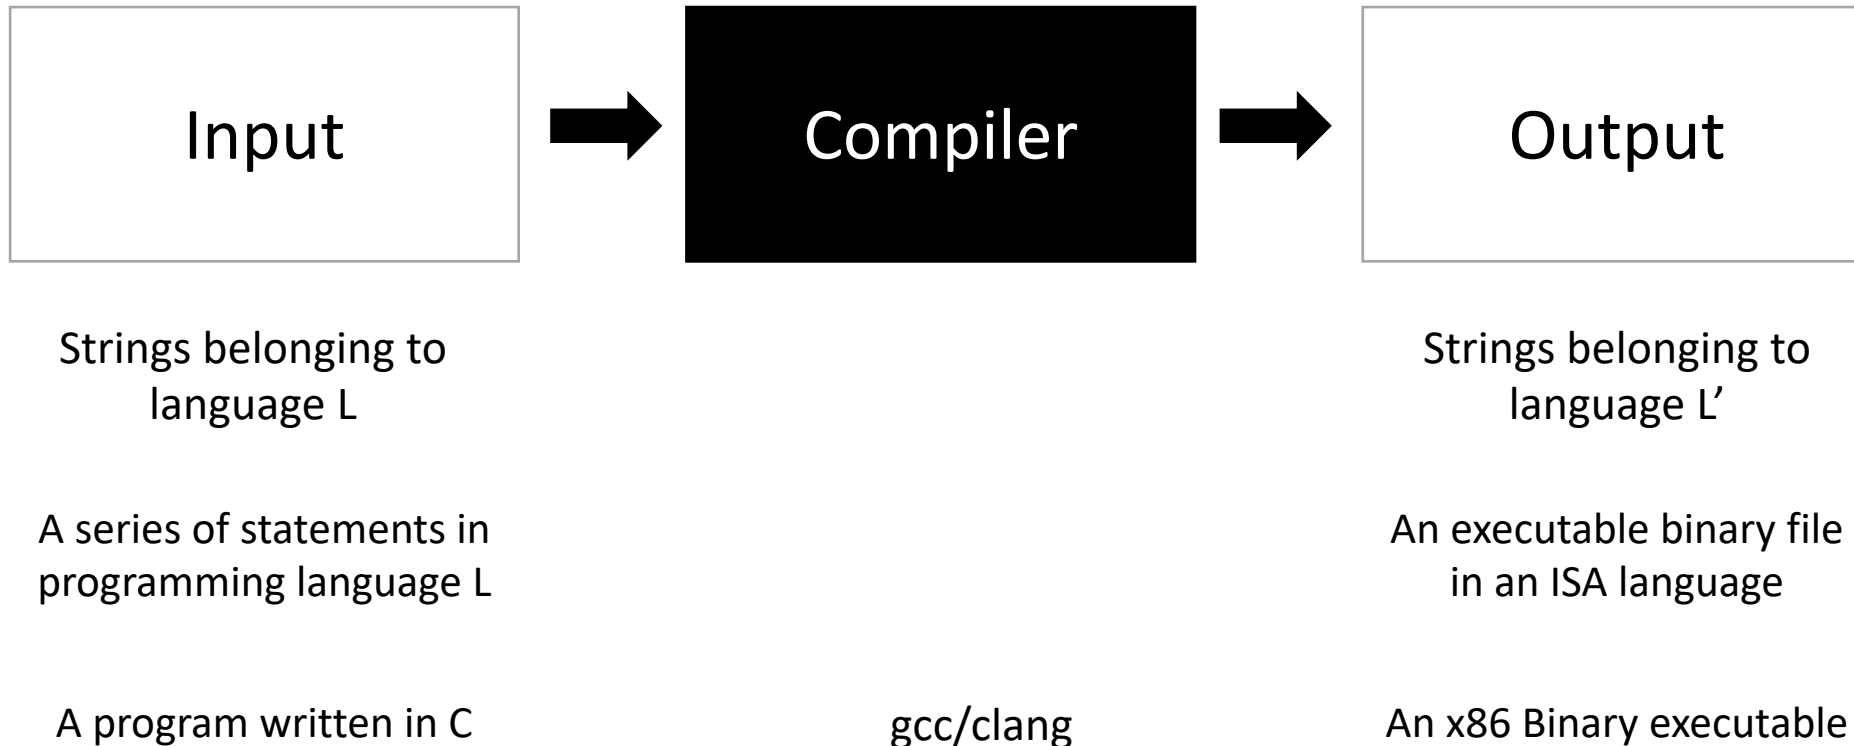 Input
Compiler
Output
Strings belonging to
language L
Strings belonging to
language L’
A series of statements in
programming language L
An executable binary file
in an ISA language
A program written in C
gcc/clang
An x86 Binary executable